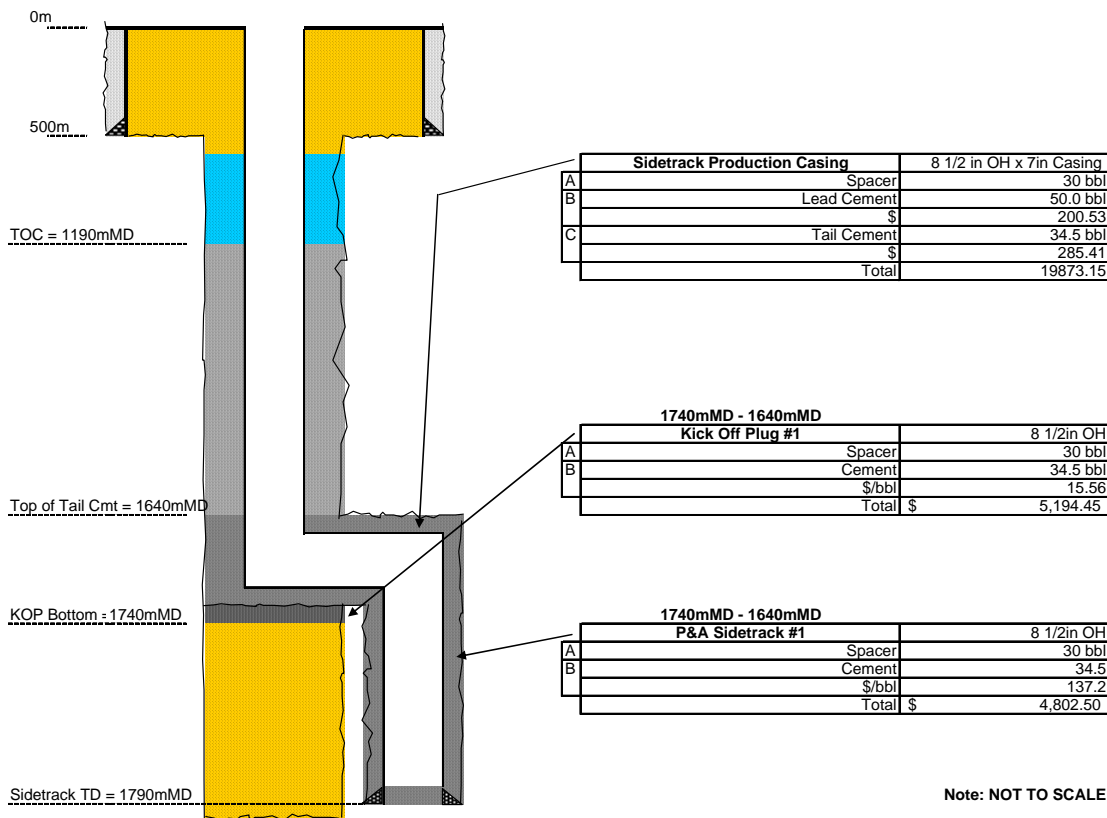 0m
500m
TOC = 1190mMD
Top of Tail Cmt = 1640mMD
KOP Bottom = 1740mMD
Sidetrack TD = 1790mMD
Sidetrack Production Casing 8 1/2 in OH x 7in Casing
A Spacer 30 bbl
B Lead Cement 50.0 bbl
$ 200.53
C Tail Cement 34.5 bbl
$ 285.41
Total 19873.15
1740mMD - 1640mMD
Kick Off Plug #1 8 1/2in OH
A Spacer 30 bbl
B Cement 34.5 bbl
$/bbl 15.56
Total $ 5,194.45
1740mMD - 1640mMD
P&A Sidetrack #1 8 1/2in OH
A Spacer 30 bbl
B Cement 34.5
$/bbl 137.2
Total $ 4,802.50
Note: NOT TO SCALE